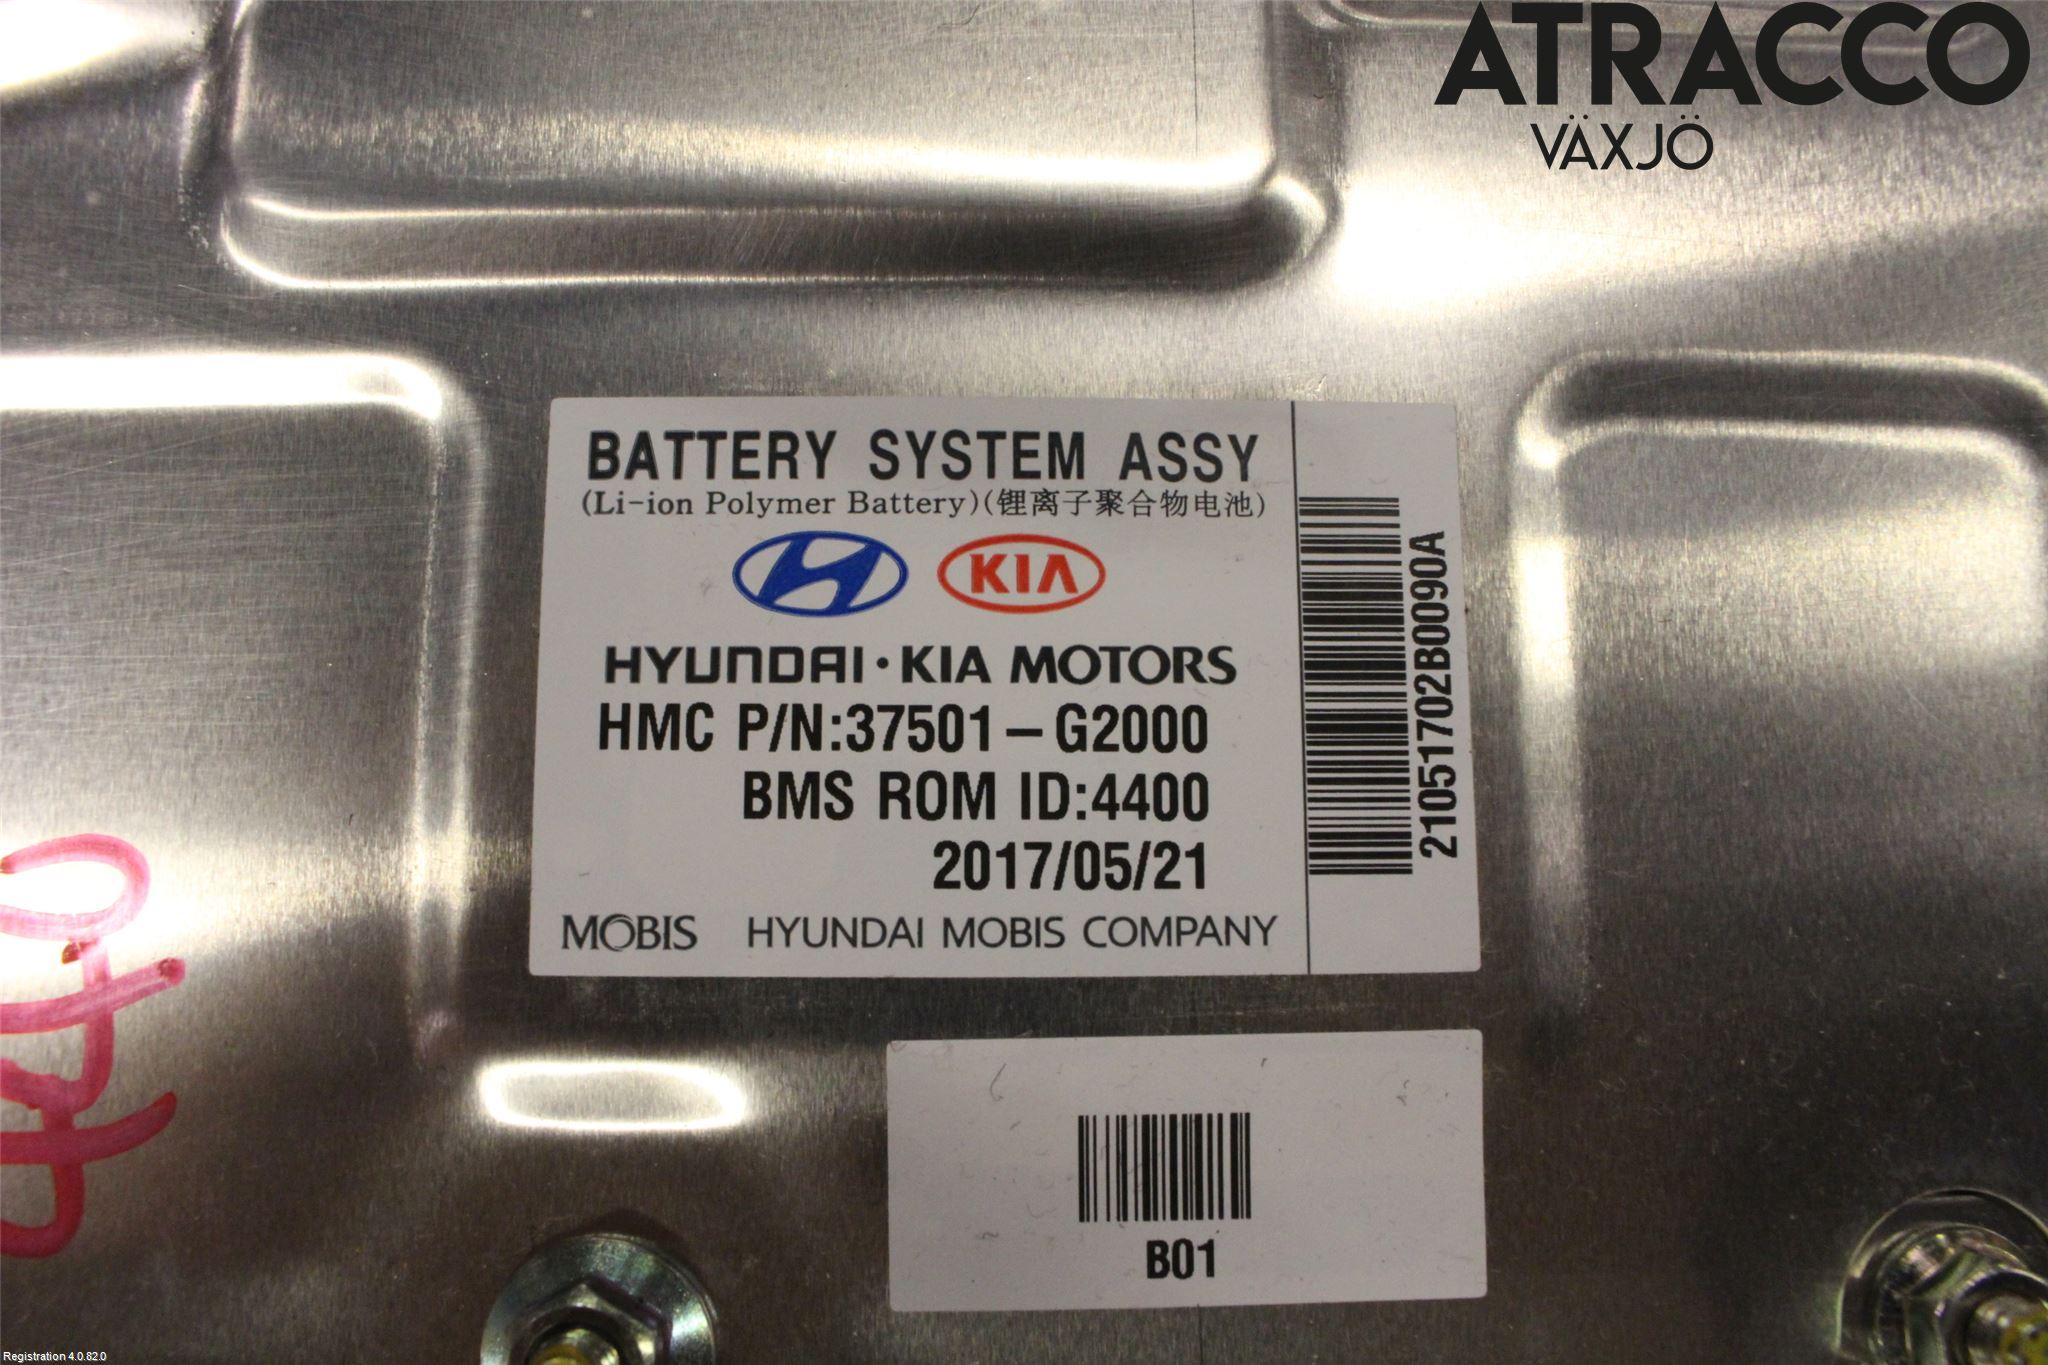 ATRACCO
VÄXJÖ
BATTERY SYSTEM ASSY
(Li-ion Polymer Battery)(锂离子聚合物电池)
KIA
HYUNDAI·KIA MOTORS
HMC P/N:37501-G2000
BMS ROM ID:4400
2017/05/21
MOBIS HYUNDAI MOBIS COMPANY
21051702B0090A
B01
Registration 4.0.82.0